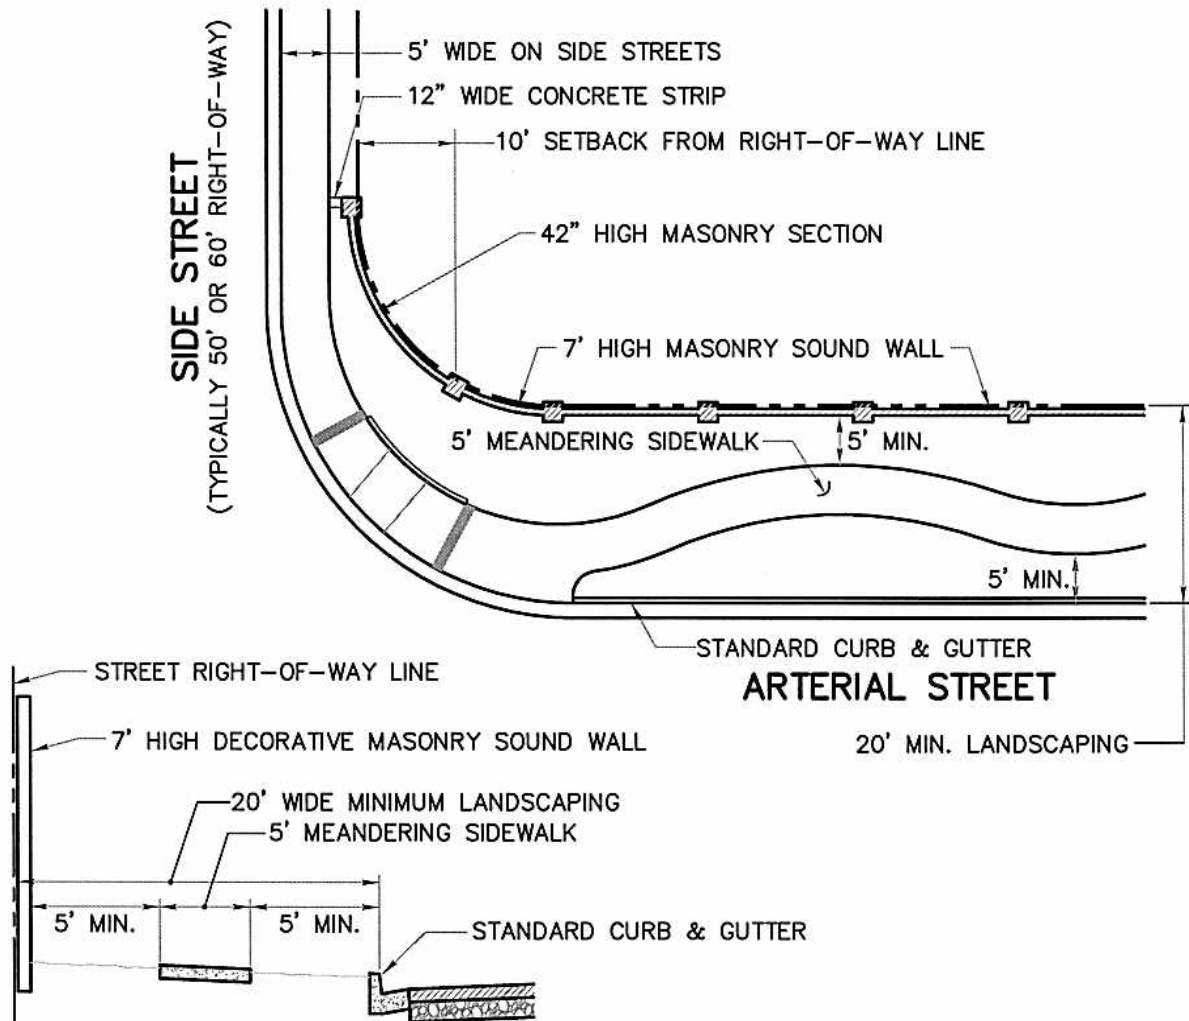 5' WIDE ON SIDE STREETS
12" WIDE CONCRETE STRIP
10' SETBACK FROM RIGHT-OF-WAY LINE
SIDE STREET
(TYPICALLY 50' OR 60' RIGHT-OF-WAY)
42" HIGH MASONRY SECTION
7' HIGH MASONRY SOUND WALL
5' MEANDERING SIDEWALK
5' MIN.
5' MIN.
STANDARD CURB & GUTTER
ARTERIAL STREET
20' MIN. LANDSCAPING
STREET RIGHT-OF-WAY LINE
7' HIGH DECORATIVE MASONRY SOUND WALL
20' WIDE MINIMUM LANDSCAPING
5' MEANDERING SIDEWALK
5' MIN.
5' MIN.
STANDARD CURB & GUTTER